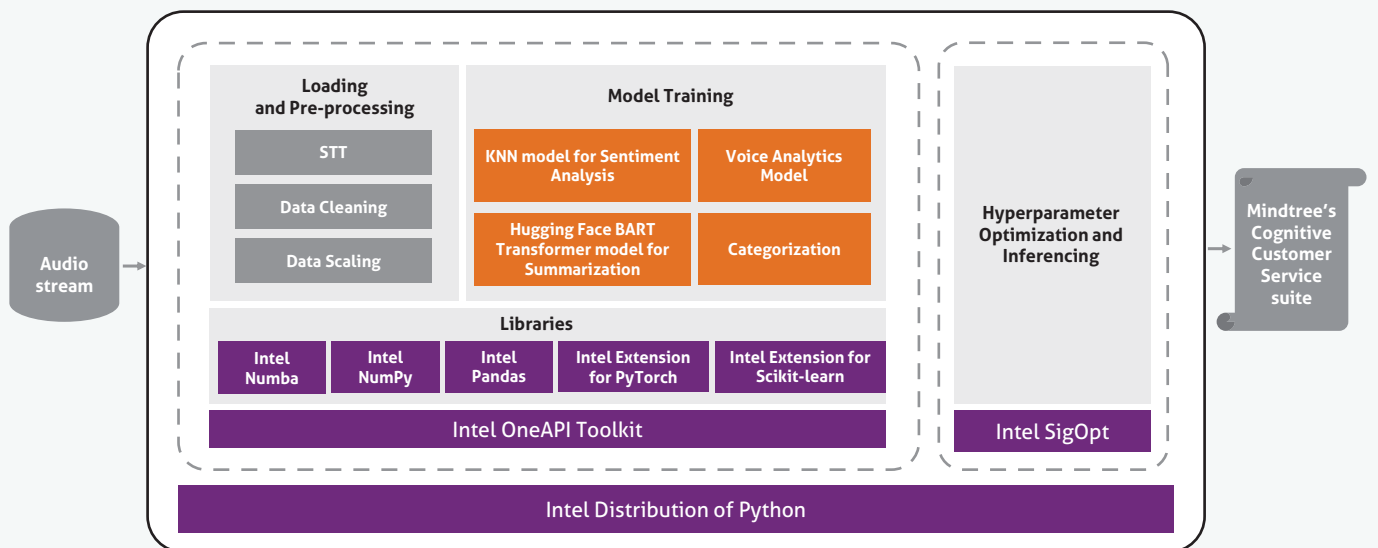 Audio
stream
Loading
and Pre-processing
STT
Data Cleaning
Data Scaling
Model Training
KNN model for Sentiment
Analysis
Voice Analytics
Model
Hugging Face BART
Transformer model for
Summarization
Categorization
Libraries
Intel
Numba
Intel
NumPy
Intel
Pandas
Intel Extension
for PyTorch
Intel Extension for
Scikit-learn
Intel OneAPI Toolkit
Hyperparameter
Optimization and
Inferencing
Intel SigOpt
Intel Distribution of Python
Mindtree’s
Cognitive
Customer
Service
suite